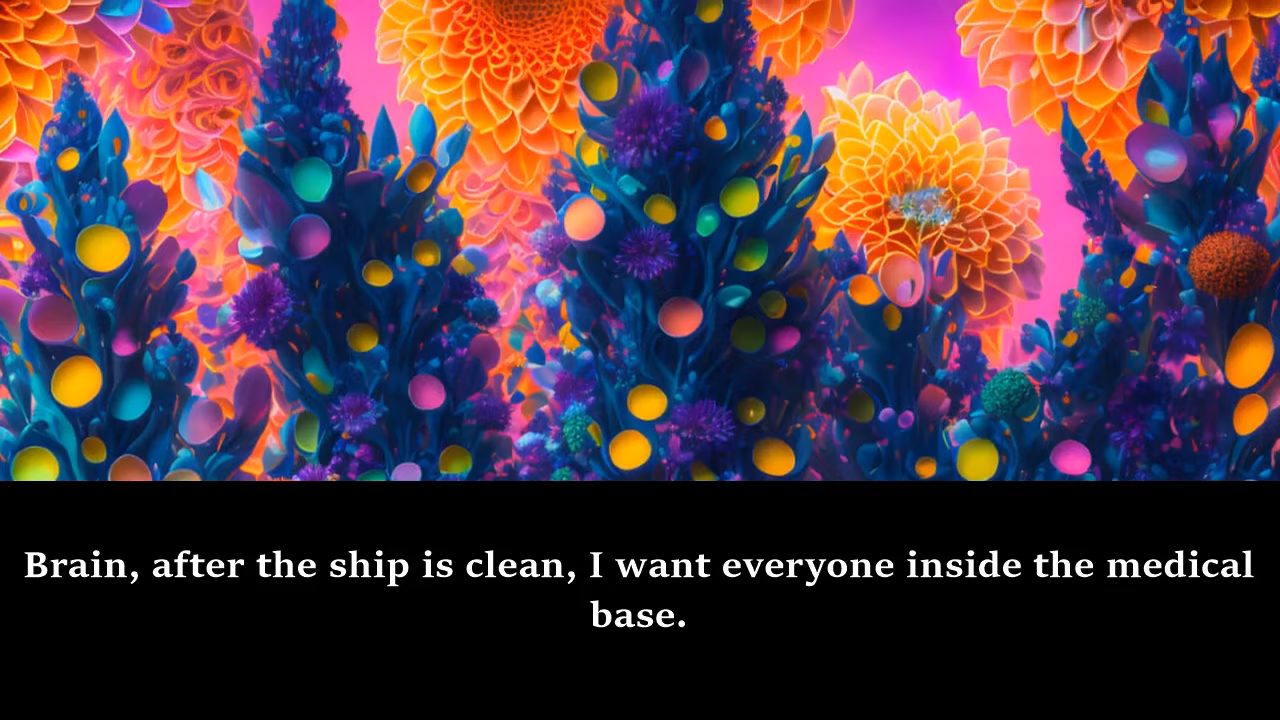 Brain, after the ship is clean, I want everyone inside the medical
base.